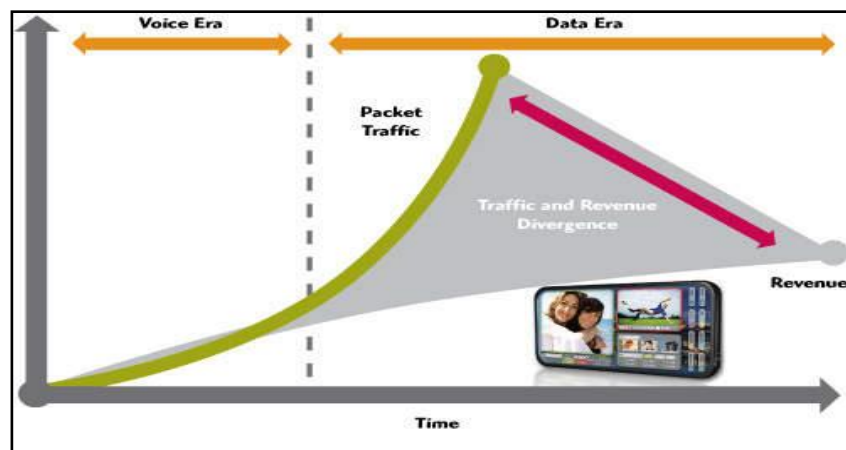 Voice Era
Data Era
Packet
Traffic
Traffic and Revenue
Divergence
Revenue
Time